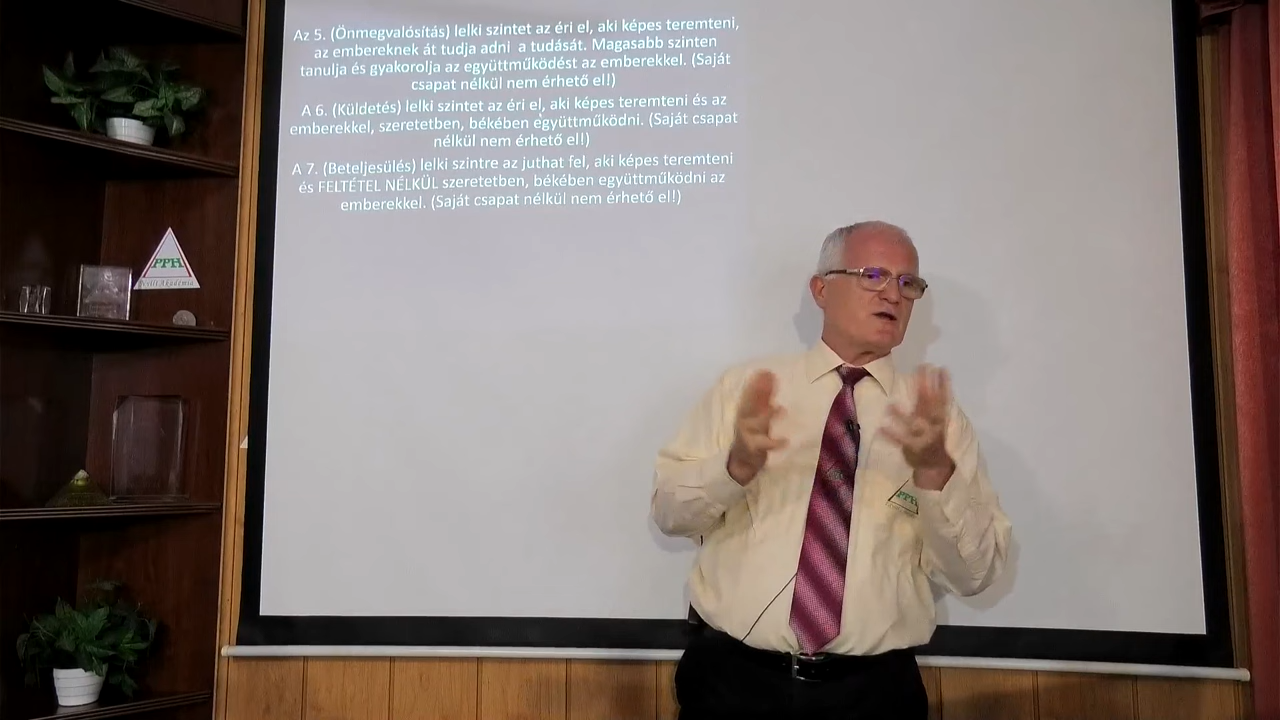 Az 5. (Önmegvalósítás) lelki szintet az éri el, aki képes teremteni,
az embereknek át tudja adni a tudását. Magasabb szinten
tanulja és gyakorolja az együttműködést az emberekkel. (Saját
csapat nélkül nem érhető el!)
A 6. (Küldetés) lelki szintet az éri el, aki képes teremteni és az
emberekkel, szeretetben, békében együttműködni. (Saját csapat
nélkül nem érhető el!)
A 7. (Beteljesülés) lelki szintre az juthat fel, aki képes teremteni
és FELTÉTEL NÉLKÜL szeretetben, békében együttműködni az
emberekkel. (Saját csapat nélkül nem érhető el!)
PPH
Akadémia
PPH